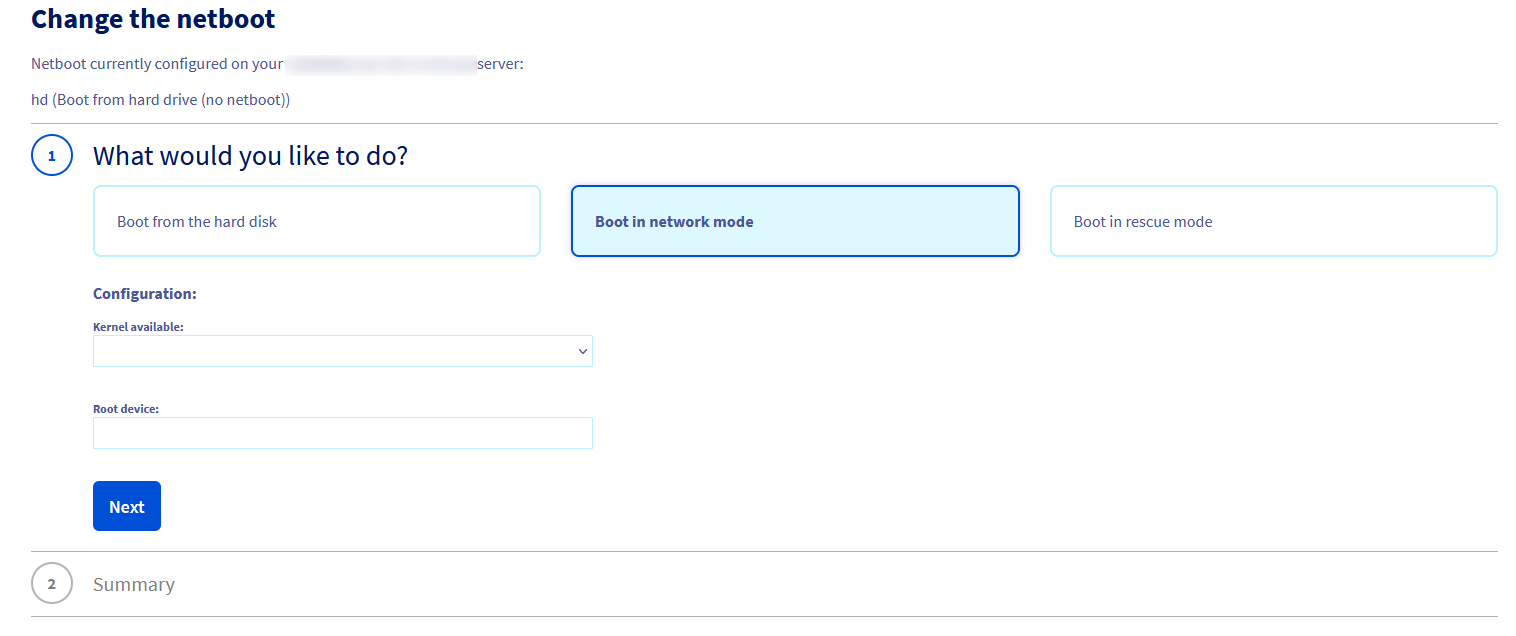 Change the netboot
Netboot currently configured on your server:
hd (Boot from hard drive (no netboot))
1 What would you like to do?
Boot from the hard disk Boot in network mode Boot in rescue mode
Configuration:
Kernel available:
Root device:
Next
2 Summary